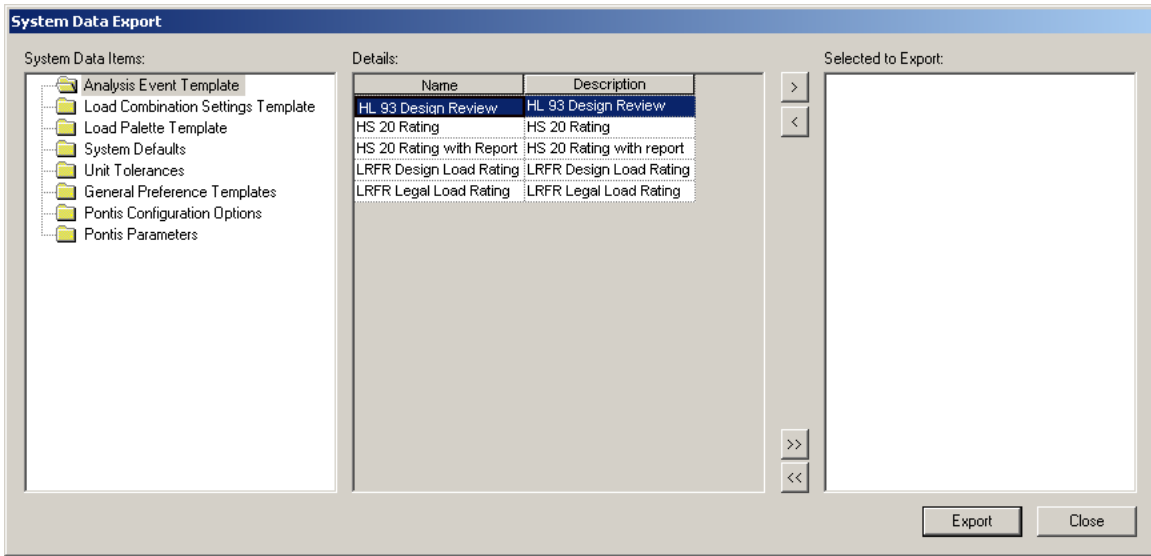 System Data Export
System Data Items:
Analysis Event Template
Load Combination Settings Template
Load Palette Template
System Defaults
Unit Tolerances
General Preference Templates
Pontis Configuration Options
Pontis Parameters
Details:
Name Description
HL 93 Design Review HL 93 Design Review
HS 20 Rating HS 20 Rating
HS 20 Rating with Report HS 20 Rating with report
LRFR Design Load Rating LRFR Design Load Rating
LRFR Legal Load Rating LRFR Legal Load Rating
>
<
>>
<<
Selected to Export:
Export Close